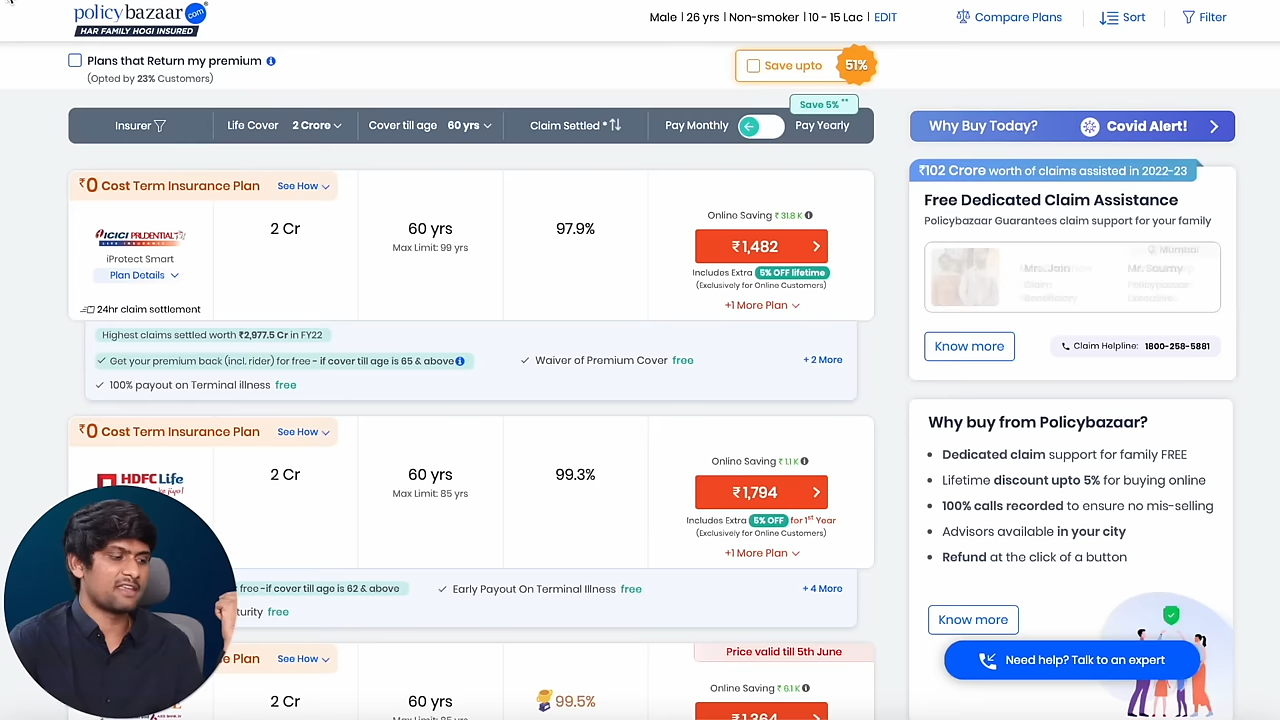 policybazaar.com
HAR FAMILY HOGI INSURED
Male | 26 yrs | Non-smoker | 10 - 15 Lac | EDIT
Compare Plans
Sort
Filter
Plans that Return my premium
(Opted by 23% Customers)
Save upto 51%
Save 5% **
Insurer
Life Cover 2 Crore
Cover till age 60 yrs
Claim Settled *
Pay Monthly
Pay Yearly
Why Buy Today?
Covid Alert!
₹0 Cost Term Insurance Plan See How
ICICI PRUDENTIAL
LIFE INSURANCE
iProtect Smart
Plan Details
24hr claim settlement
2 Cr
60 yrs
Max Limit: 99 yrs
97.9%
Online Saving ₹ 31.8 K
₹1,482
Includes Extra 5% OFF lifetime
(Exclusively for Online Customers)
+1 More Plan
Highest claims settled worth ₹2,977.5 Cr in FY22
Get your premium back (incl. rider) for free - if cover till age is 65 & above
Waiver of Premium Cover free
+ 2 More
100% payout on Terminal illness free
₹102 Crore worth of claims assisted in 2022-23
Free Dedicated Claim Assistance
Policybazaar Guarantees claim support for your family
Mumbai
Know more
Claim Helpline: 1800-258-5881
₹0 Cost Term Insurance Plan See How
HDFC Life
2 Cr
60 yrs
Max Limit: 85 yrs
99.3%
Online Saving ₹ 1.1 K
₹1,794
Includes Extra 5% OFF for 1st Year
(Exclusively for Online Customers)
+1 More Plan
free -if cover till age is 62 & above
Early Payout On Terminal Illness free
+ 4 More
free
Why buy from Policybazaar?
Dedicated claim support for family FREE
Lifetime discount upto 5% for buying online
100% calls recorded to ensure no mis-selling
Advisors available in your city
Refund at the click of a button
Know more
Need help? Talk to an expert
Plan See How
Price valid till 5th June
2 Cr
60 yrs
99.5%
Online Saving ₹ 6.1 K
₹1,364